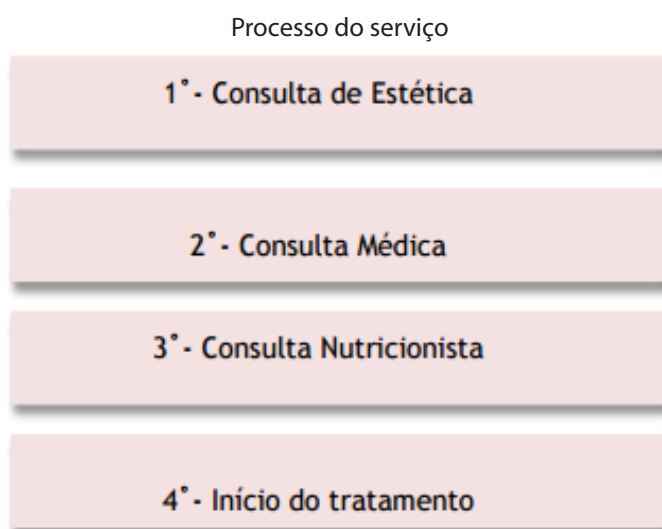 Processo do serviço
1°- Consulta de Estética
2°- Consulta Médica
3°- Consulta Nutricionista
4°- Início do tratamento